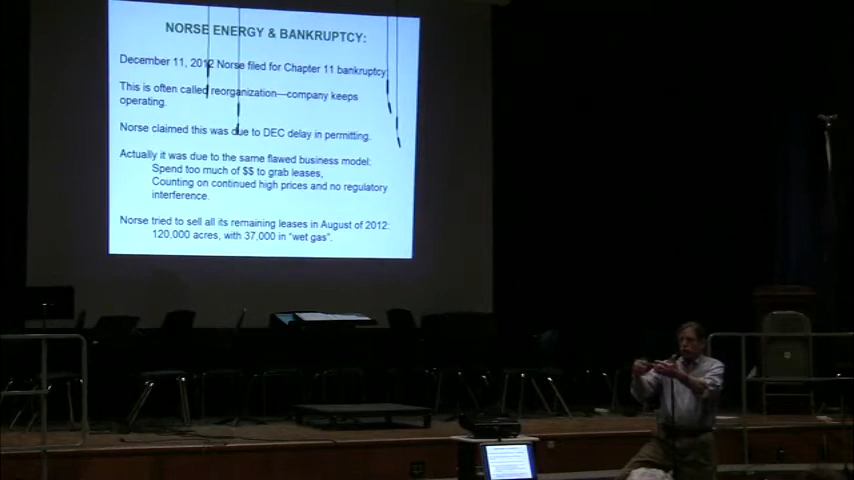 NORSE ENERGY & BANKRUPTCY:
December 11, 2012 Norse filed for Chapter 11 bankruptcy
This is often called reorganization—company keeps
operating.
Norse claimed this was due to DEC delay in permitting.
Actually it was due to the same flawed business model:
Spend too much of $$ to grab leases,
Counting on continued high prices and no regulatory
interference.
Norse tried to sell all its remaining leases in August of 2012:
120,000 acres, with 37,000 in "wet gas".